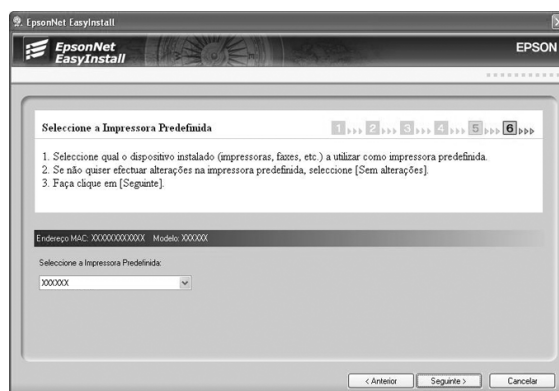 EpsonNet EasyInstall
EpsonNet
EasyInstall
EPSON
Seleccione a Impressora Predefinida
1 2 3 4 5 6
1. Seleccione qual o dispositivo instalado (impressoras, faxes, etc.) a utilizar como impressora predefinida.
2. Se não quiser efectuar alterações na impressora predefinida, seleccione [Sem alterações].
3. Faça clique em [Seguinte].
Endereço MAC: XXXXXXXXXXXX Modelo: XXXXXX
Seleccione a Impressora Predefinida:
XXXXXX
< Anterior
Seguinte >
Cancelar